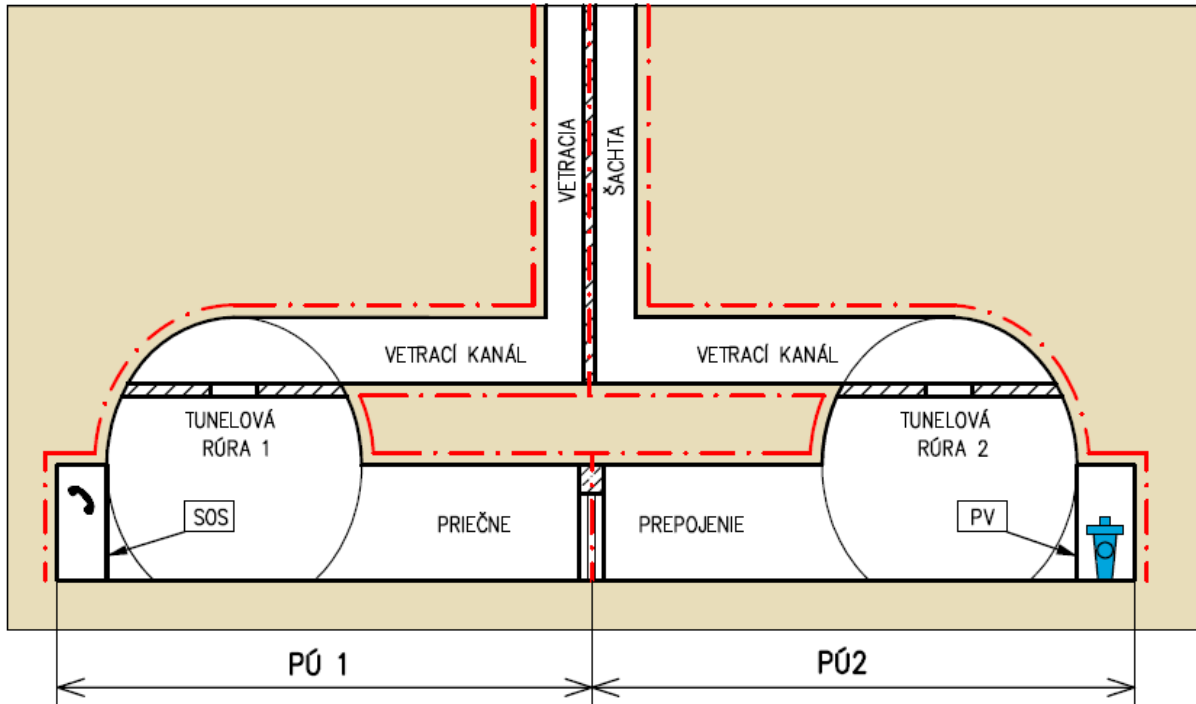 VETRACIA
ŠACHTA
VETRACÍ KANÁL
VETRACÍ KANÁL
TUNELOVÁ
RÚRA 1
TUNELOVÁ
RÚRA 2
SOS
PRIEČNE
PREPOJENIE
PV
PÚ 1
PÚ2